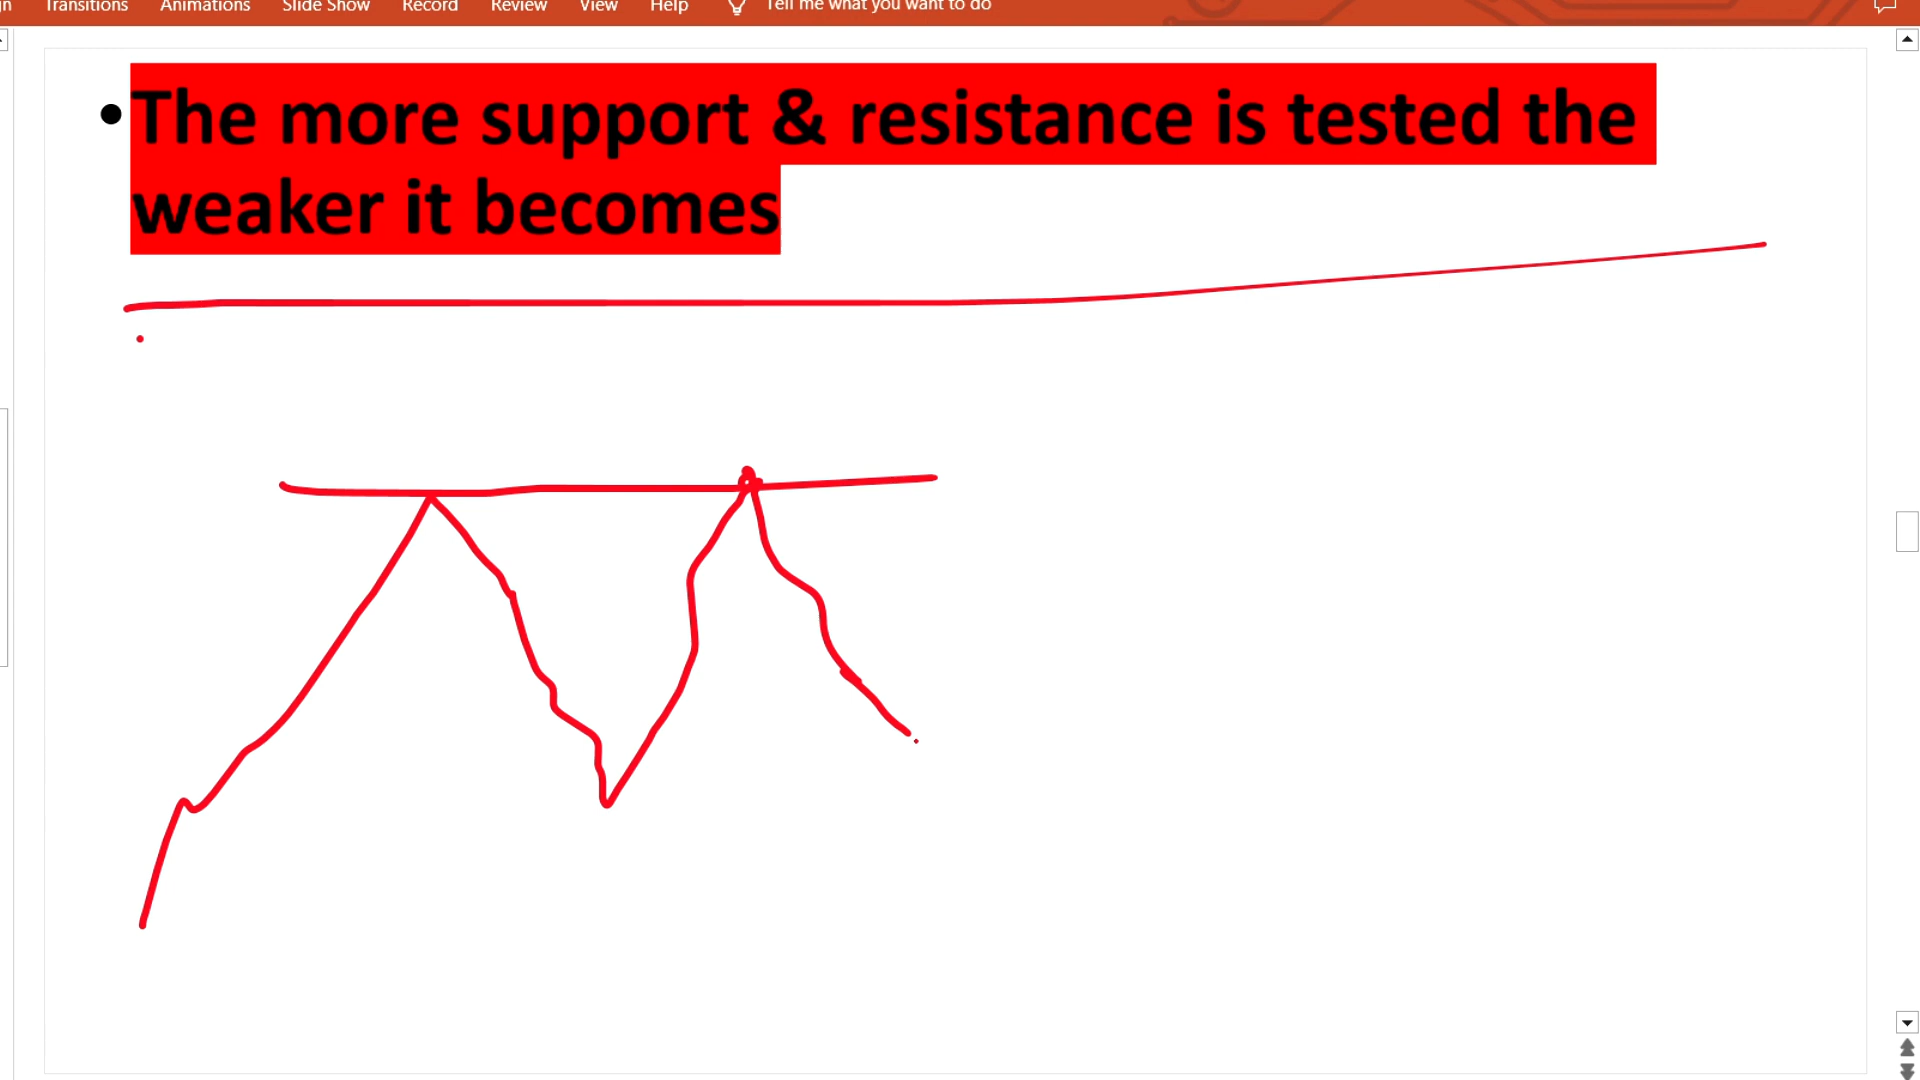 Transitions Animations Slide Show Record Review View Help Tell me what you want to do
The more support & resistance is tested the
weaker it becomes